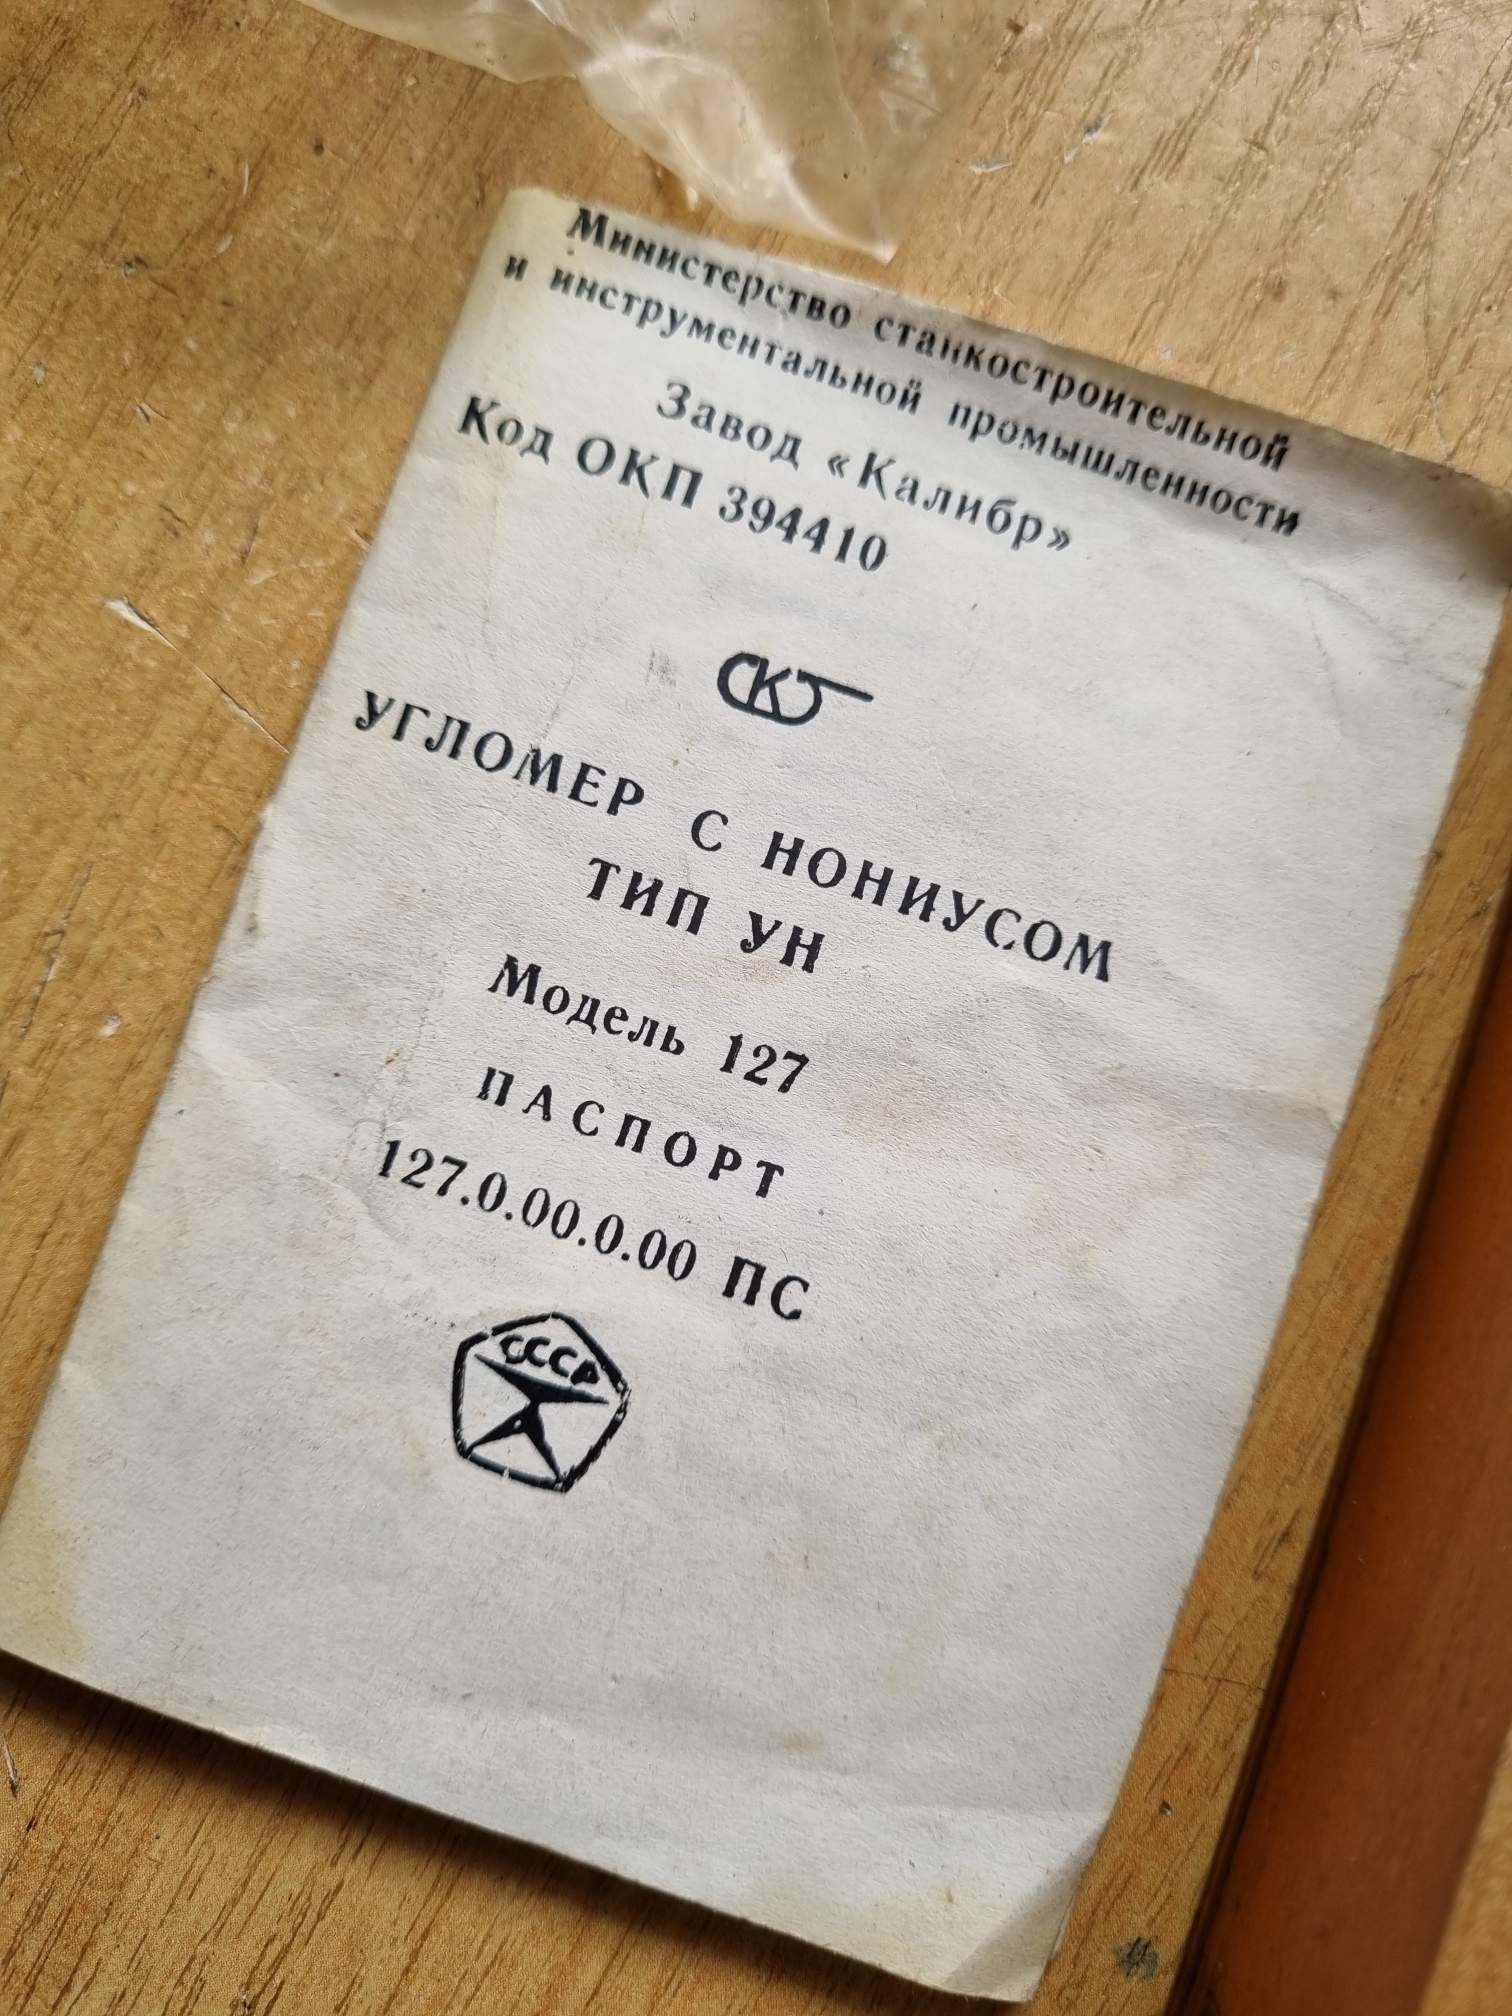 Министерство станкостроительной
и инструментальной промышленности
Завод «Калибр»
Код ОКП 394410
УГЛОМЕР С НОНИУСОМ
ТИП УН
Модель 127
ПАСПОРТ
127.0.00.0.00 ПС
СССР